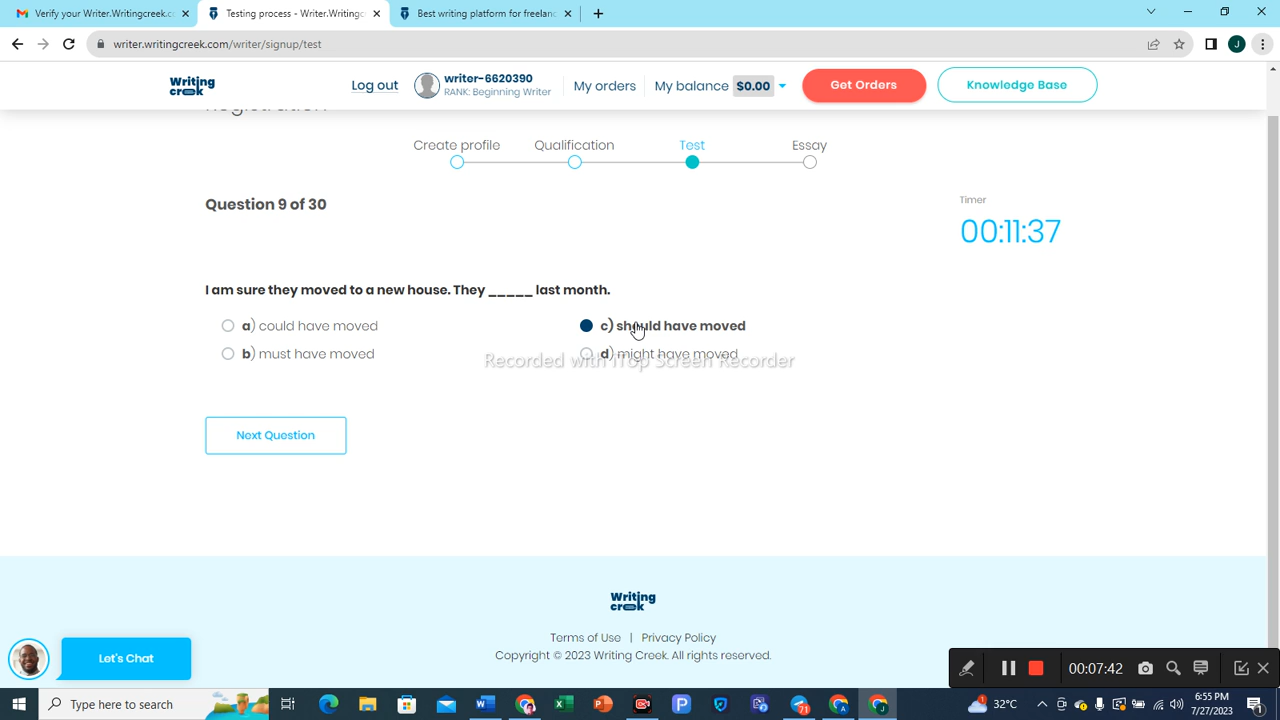 Verify your Writing.Writingcreek.c
Testing process - Writer.Writing
Best writing platform for freelanc
writer.writingcreek.com/writer/signup/test
J
Writing creek
Log out
writer-6620390
RANK: Beginning Writer
My orders
My balance $0.00
Get Orders
Knowledge Base
Registration
Create profile
Qualification
Test
Essay
Question 9 of 30
Timer
00:11:37
I am sure they moved to a new house. They _____ last month.
a) could have moved
c) should have moved
b) must have moved
d) might have moved
Recorded with iTop Screen Recorder
Next Question
Writing creek
Terms of Use | Privacy Policy
Copyright © 2023 Writing Creek. All rights reserved.
Let's Chat
00:07:42
Type here to search
32°C
6:55 PM
7/27/2023